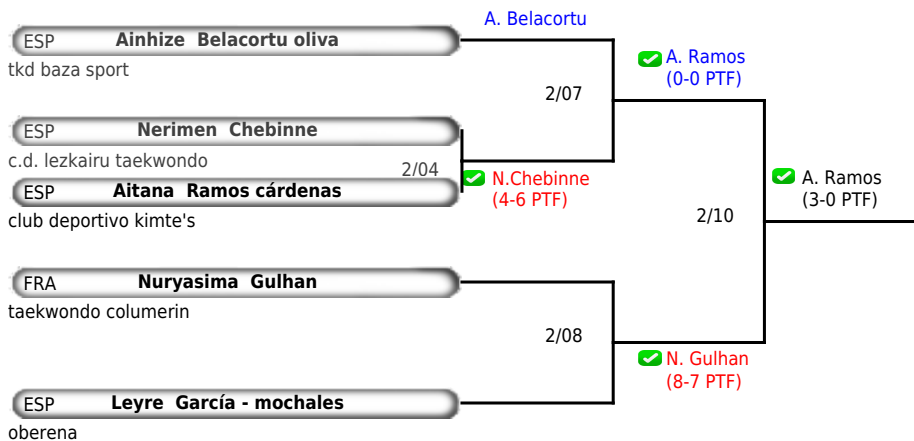 A. Belacortu
ESP Ainhize Belacortu oliva
tkd baza sport
A. Ramos
(0-0 PTF)
2/07
ESP Nerimen Chebinne
c.d. lezkairu taekwondo
2/04
ESP Aitana Ramos cárdenas
club deportivo kimte's
N.Chebinne
(4-6 PTF)
A. Ramos
(3-0 PTF)
2/10
FRA Nuryasima Gulhan
taekwondo columerin
2/08
N. Gulhan
(8-7 PTF)
ESP Leyre García - mochales
oberena